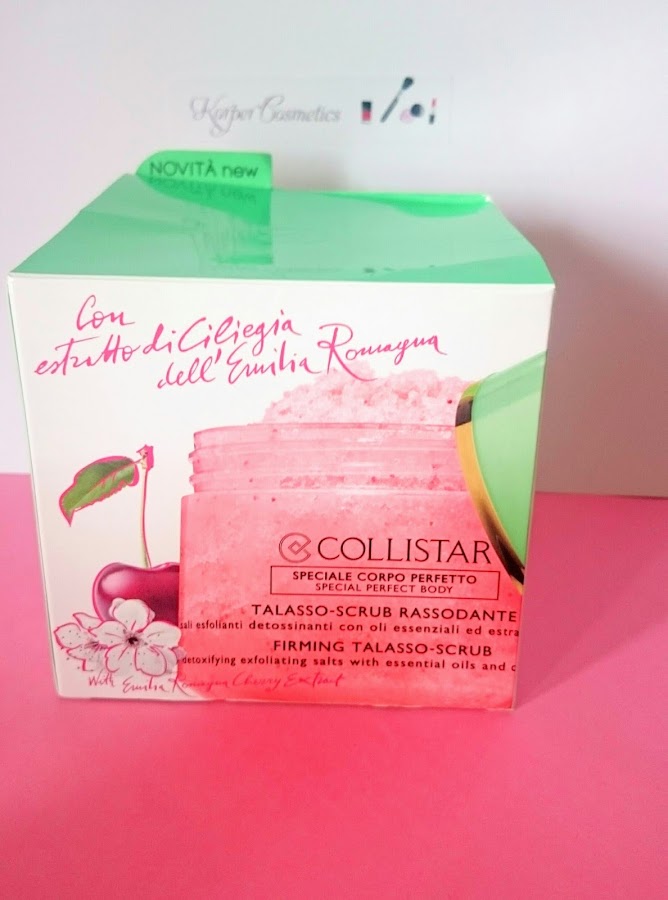 Korper Cosmetics
NOVITÀ new
Con
estratto di Ciliegia
dell'Emilia Romagna
COLLISTAR
SPECIALE CORPO PERFETTO
SPECIAL PERFECT BODY
TALASSO-SCRUB RASSODANTE
sali esfolianti detossinanti con oli essenziali ed estra
FIRMING TALASSO-SCRUB
detoxifying exfoliating salts with essential oils and
With Emilia Romagna Cherry Extract